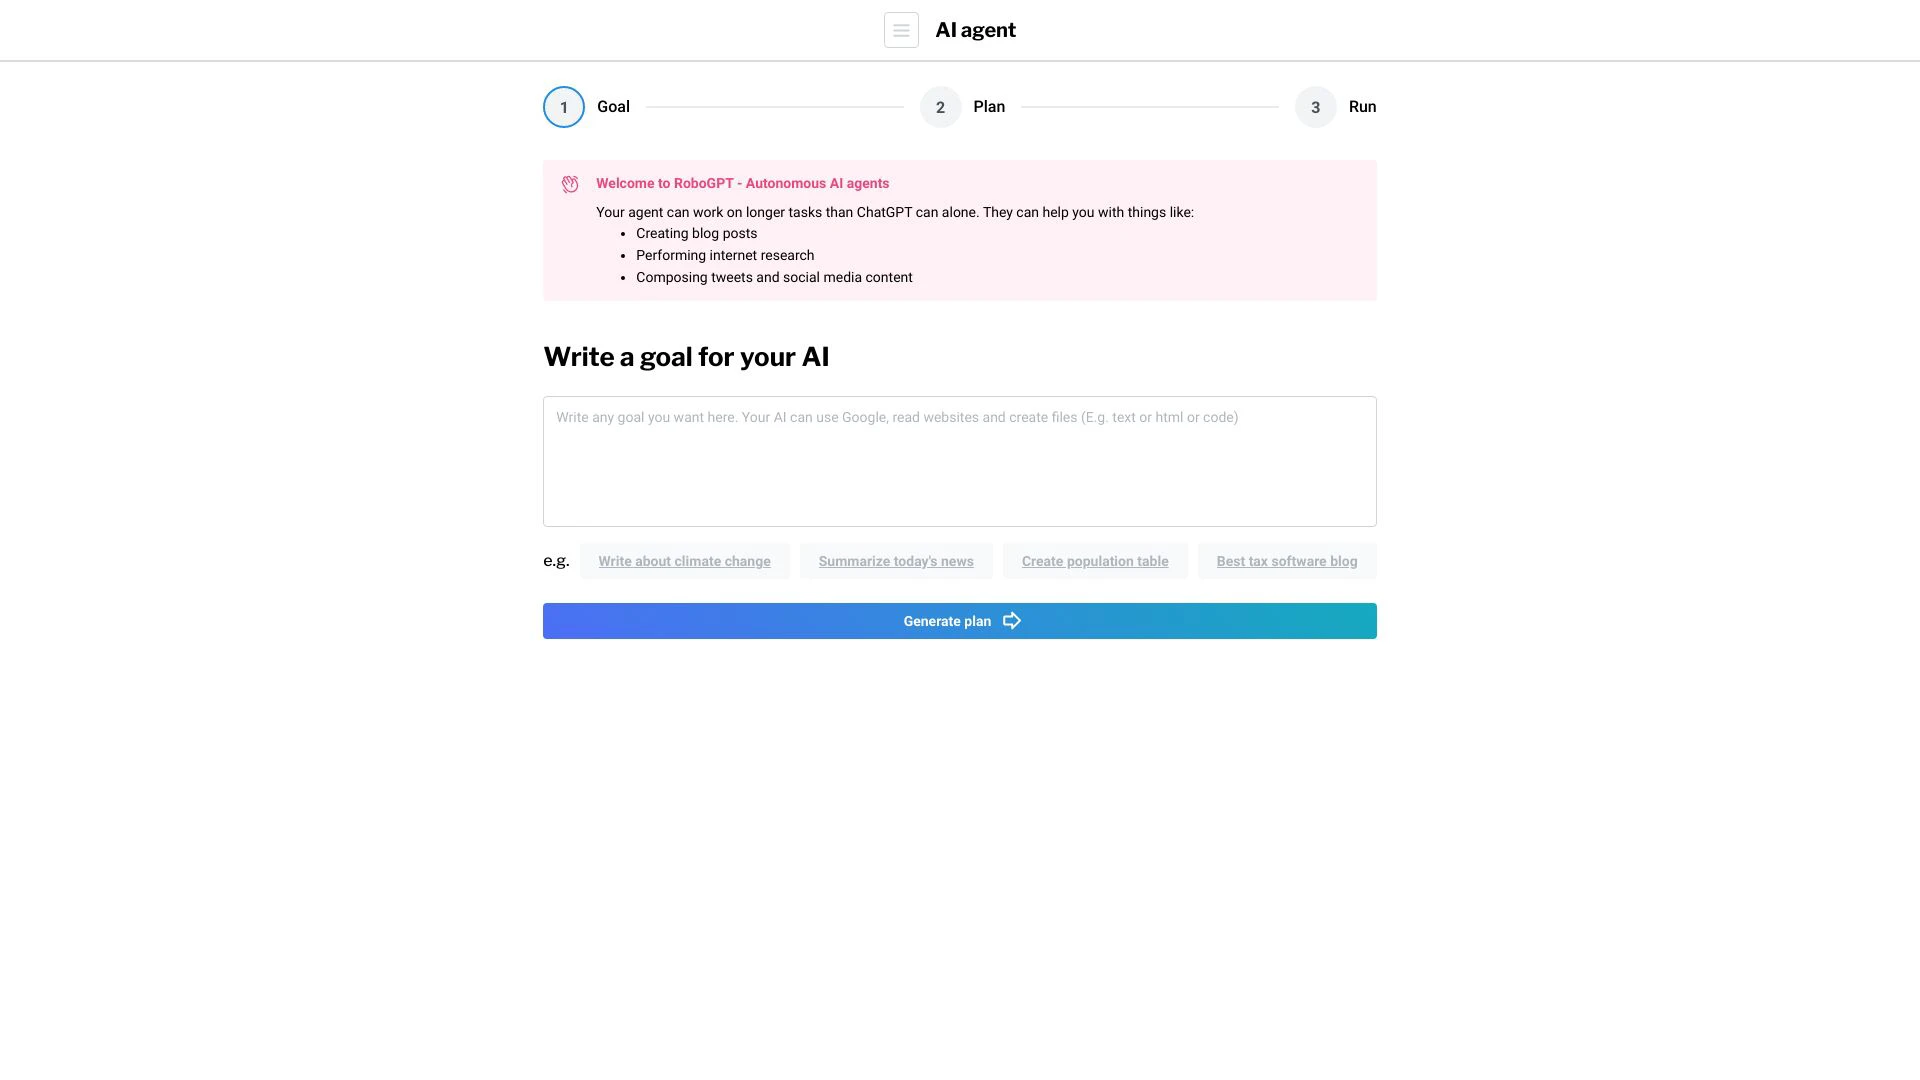 AI agent
1 Goal 2 Plan 3 Run
Welcome to RoboGPT - Autonomous AI agents
Your agent can work on longer tasks than ChatGPT can alone. They can help you with things like:
• Creating blog posts
• Performing internet research
• Composing tweets and social media content
Write a goal for your AI
Write any goal you want here. Your AI can use Google, read websites and create files (E.g. text or html or code)
e.g. Write about climate change Summarize today's news Create population table Best tax software blog
Generate plan